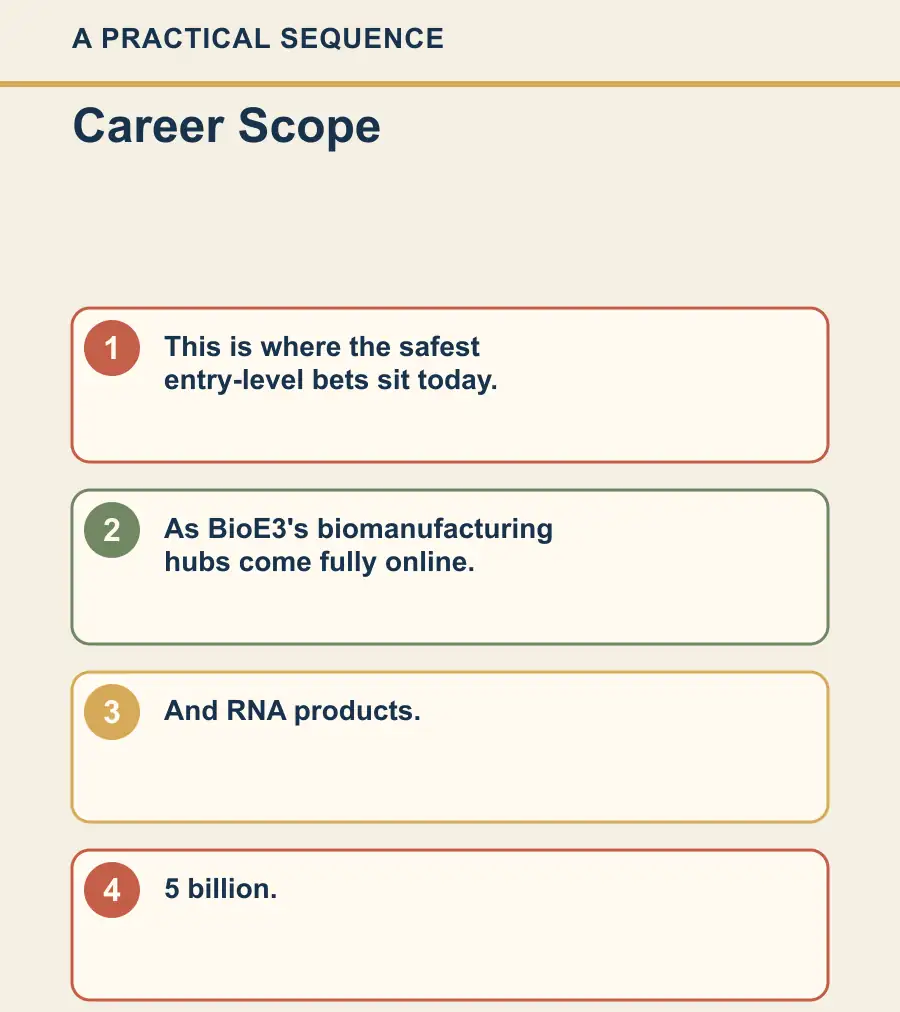 A PRACTICAL SEQUENCE
Career Scope
1
This is where the safest
entry-level bets sit today.
2
As BioE3's biomanufacturing
hubs come fully online.
3
And RNA products.
4
5 billion.